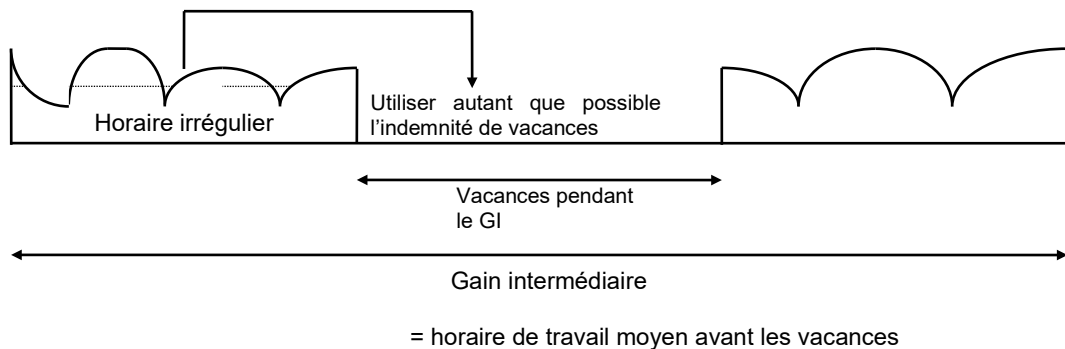 Utiliser autant que possible
Horaire irrégulier
l’indemnité de vacances
Vacances pendant
le GI
Gain intermédiaire
= horaire de travail moyen avant les vacances